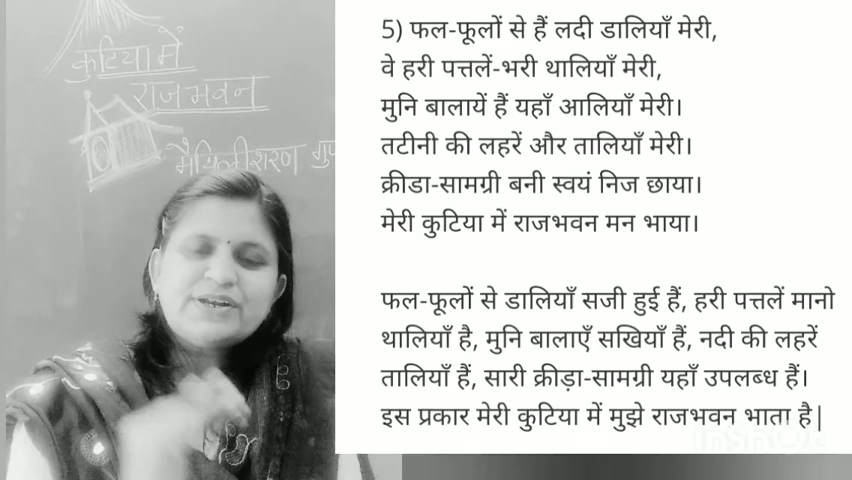 कुटिया में
राज भवन
मैथिलीशरण गुप
5) फल-फूलों से हैं लदी डालियाँ मेरी,
वे हरी पत्तलें-भरी थालियाँ मेरी,
मुनि बालायें हैं यहाँ आलियाँ मेरी।
तटीनी की लहरें और तालियाँ मेरी।
क्रीडा-सामग्री बनी स्वयं निज छाया।
मेरी कुटिया में राजभवन मन भाया।
फल-फूलों से डालियाँ सजी हुई हैं, हरी पत्तलें मानो
थालियाँ है, मुनि बालाएँ सखियाँ हैं, नदी की लहरें
तालियाँ हैं, सारी क्रीड़ा-सामग्री यहाँ उपलब्ध हैं।
इस प्रकार मेरी कुटिया में मुझे राजभवन भाता है|